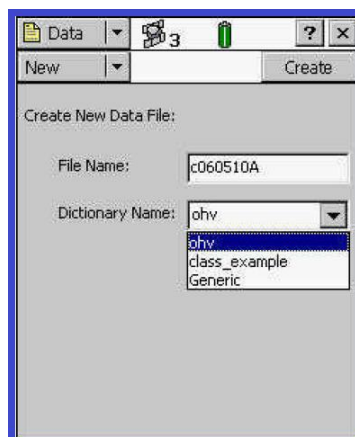 Data 3 ? ×
New Create
Create New Data File:
File Name: c060510A
Dictionary Name: ohv
ohv
class_example
Generic